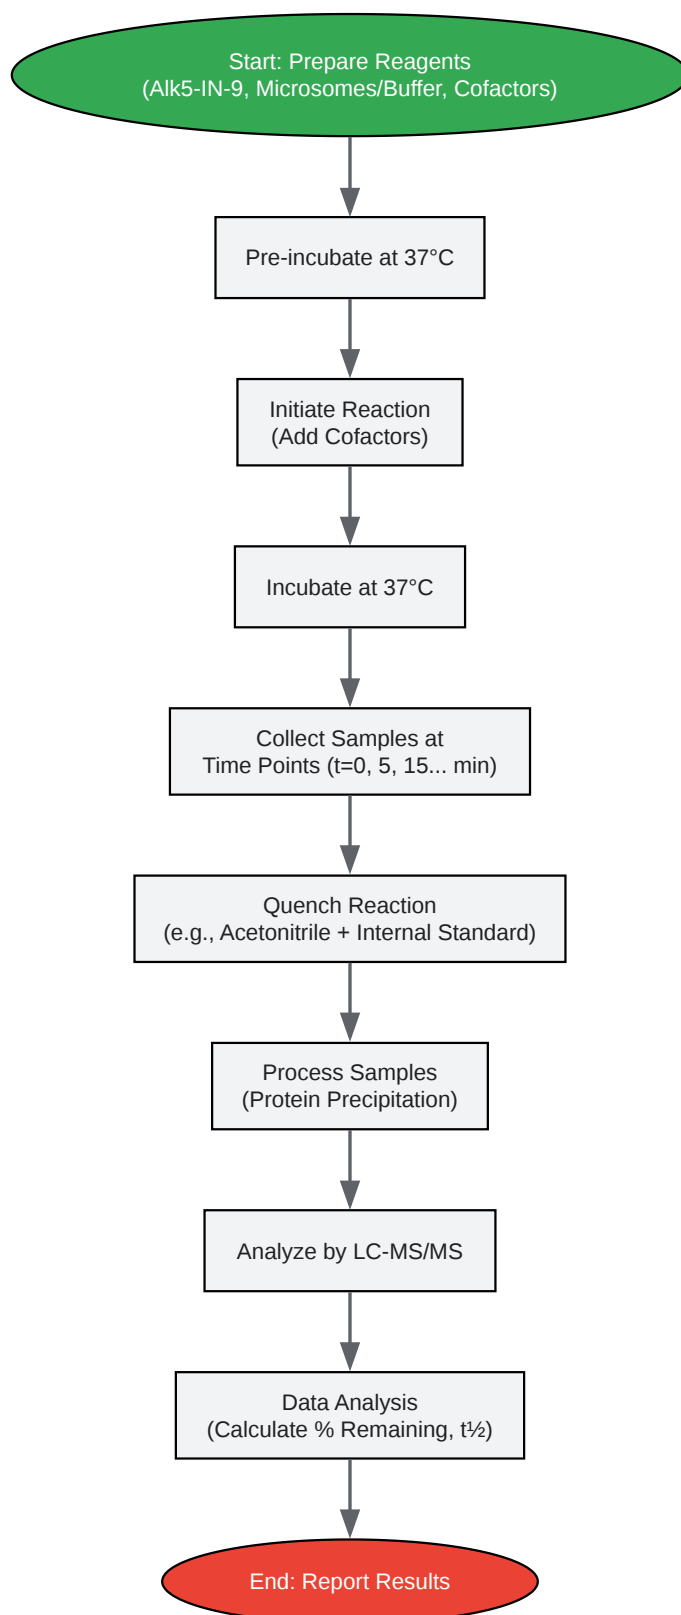 Start: Prepare Reagents
(Alk5-IN-9, Microsomes/Buffer, Cofactors)
Pre-incubate at 37°C
Initiate Reaction
(Add Cofactors)
Incubate at 37°C
Collect Samples at
Time Points (t=0, 5, 15... min)
Quench Reaction
(e.g., Acetonitrile + Internal Standard)
Process Samples
(Protein Precipitation)
Analyze by LC-MS/MS
Data Analysis
(Calculate % Remaining, t½)
End: Report Results